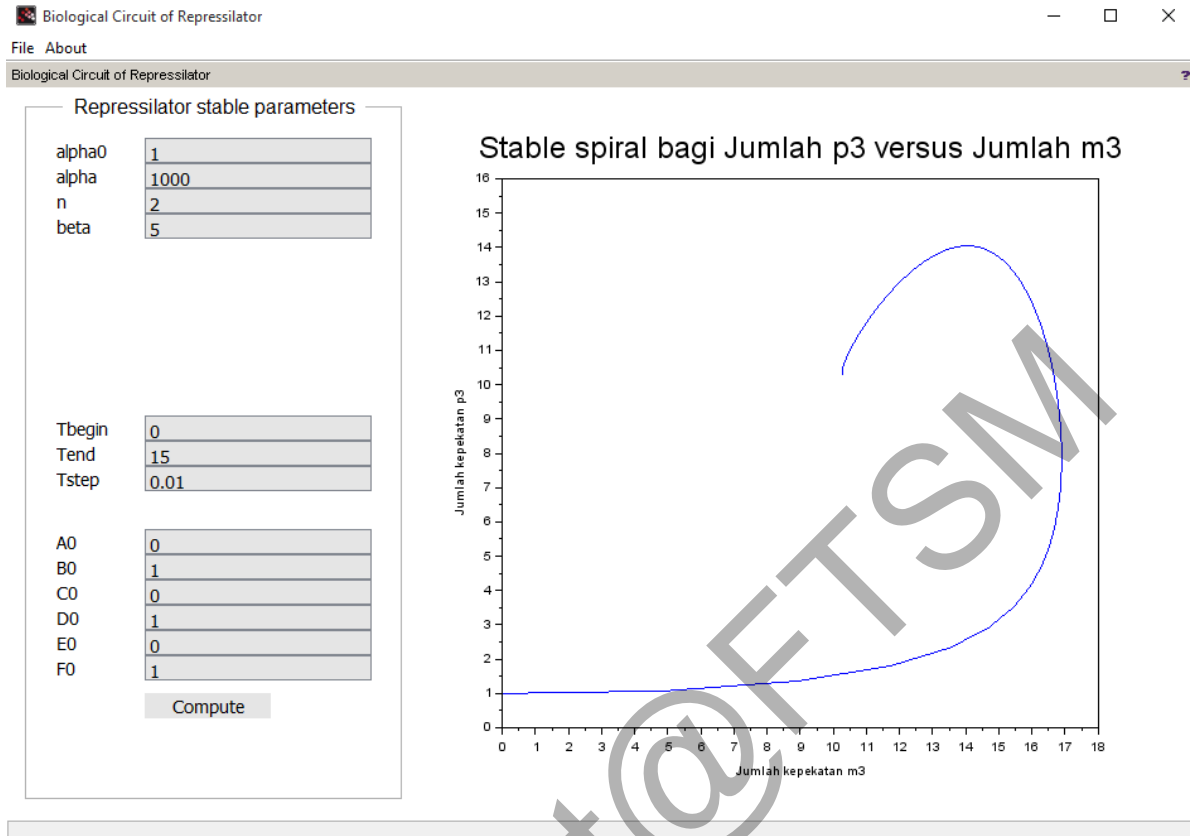 Biological Circuit of Repressilator
File About
Biological Circuit of Repressilator ?
Repressilator stable parameters
alpha0 1
alpha 1000
n 2
beta 5
Tbegin 0
Tend 15
Tstep 0.01
A0 0
B0 1
C0 0
D0 1
E0 0
F0 1
Compute
Stable spiral bagi Jumlah p3 versus Jumlah m3
16
15
14
13
12
11
10
9
8
7
6
5
4
3
2
1
0
Jumlah kepekatan p3
0 1 2 3 4 5 6 7 8 9 10 11 12 13 14 15 16 17 18
Jumlah kepekatan m3
t@FTSM